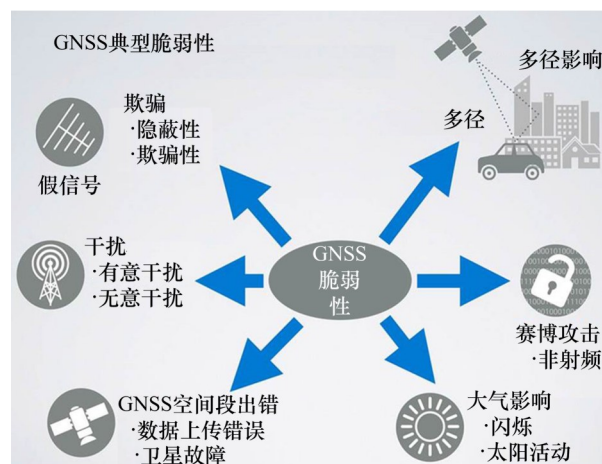 GNSS典型脆弱性
多径影响
多径
欺骗
·隐蔽性
·欺骗性
假信号
GNSS
脆弱
性
干扰
·有意干扰
·无意干扰
赛博攻击
·非射频
GNSS空间段出错
·数据上传错误
·卫星故障
大气影响
·闪烁
·太阳活动